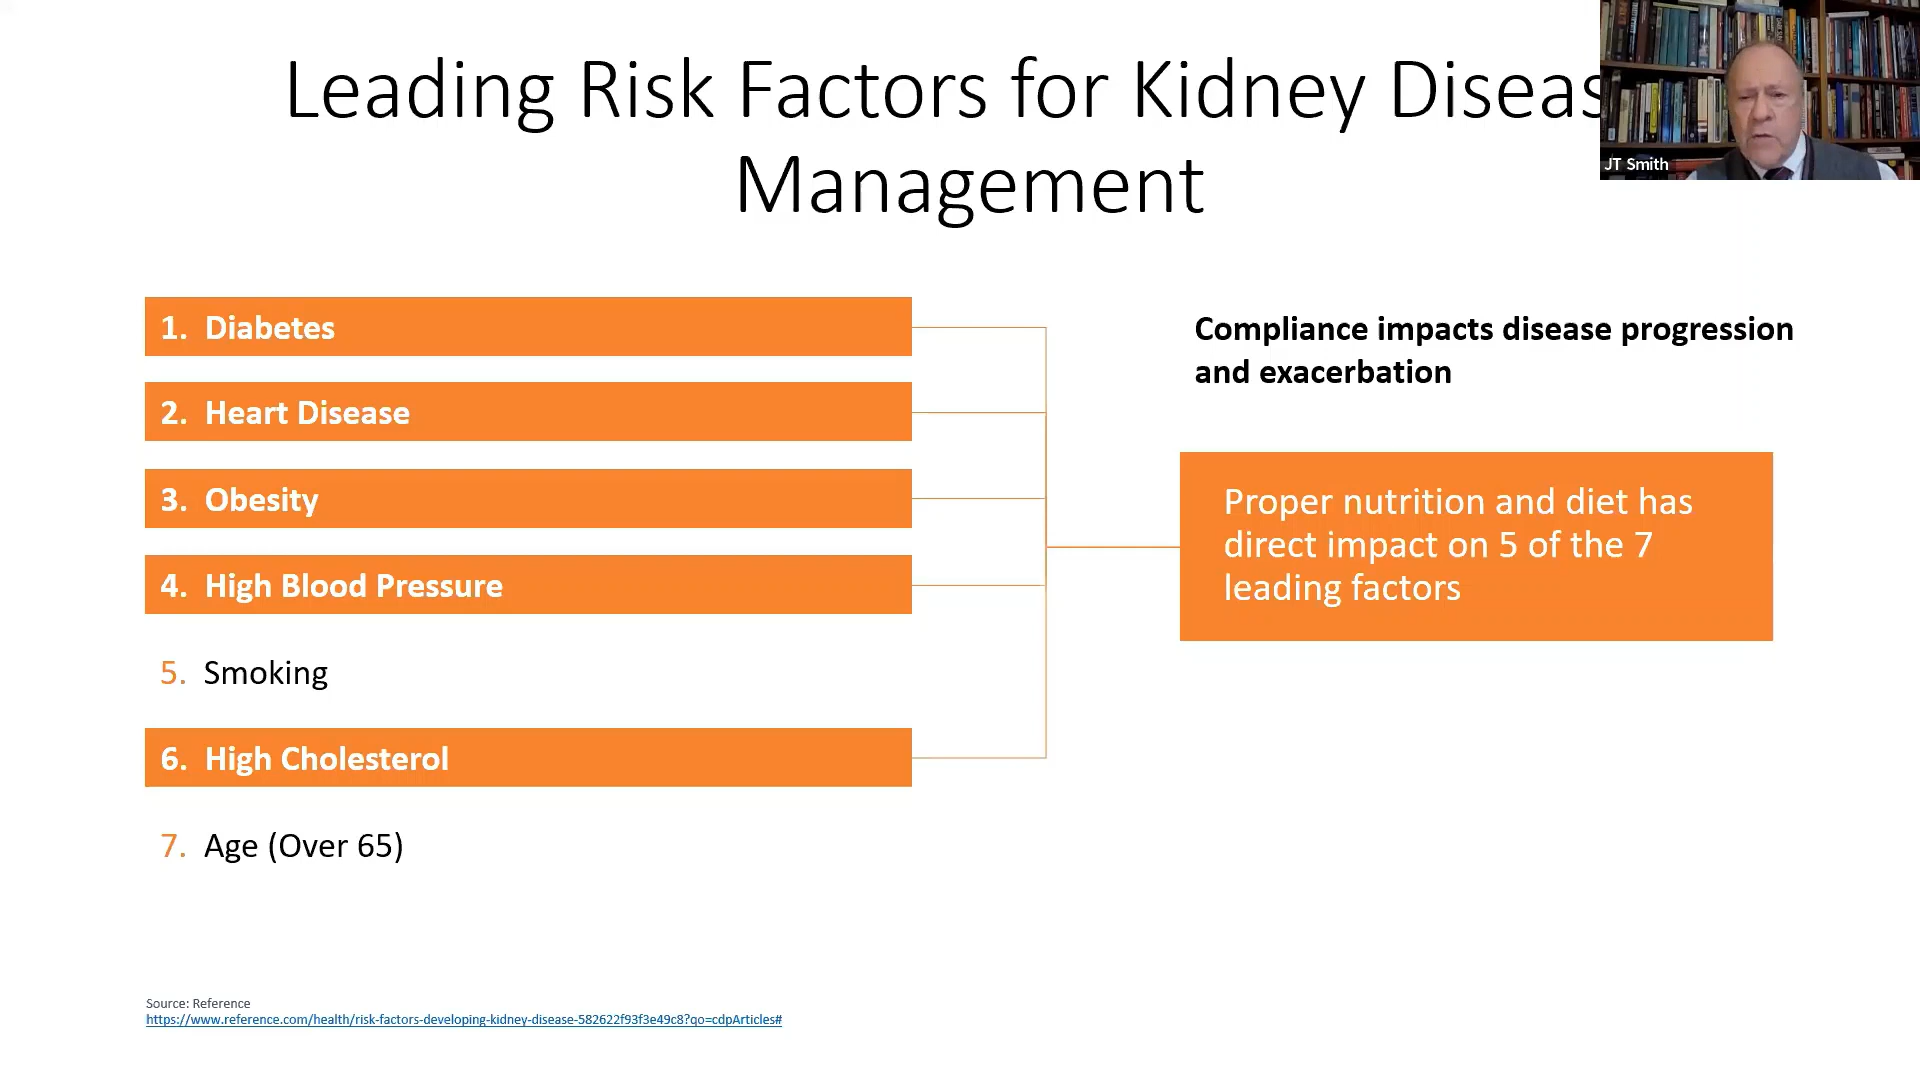 Leading Risk Factors for Kidney Diseas
Management
JT Smith
1. Diabetes
2. Heart Disease
3. Obesity
4. High Blood Pressure
5. Smoking
6. High Cholesterol
7. Age (Over 65)
Compliance impacts disease progression
and exacerbation
Proper nutrition and diet has
direct impact on 5 of the 7
leading factors
Source: Reference
https://www.reference.com/health/risk-factors-developing-kidney-disease-582622f93f3e49c8?qo=cdpArticles#